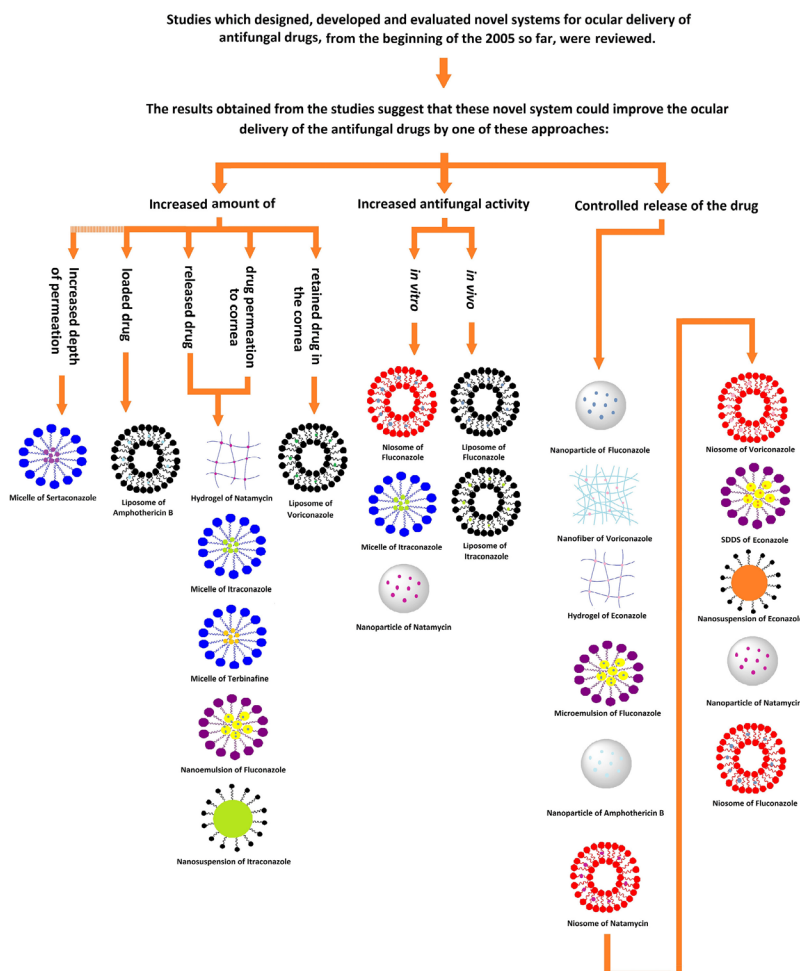 Studies which designed, developed and evaluated novel systems for ocular delivery of
antifungal drugs, from the beginning of the 2005 so far, were reviewed.
The results obtained from the studies suggest that these novel system could improve the ocular
delivery of the antifungal drugs by one of these approaches:
Increased amount of
Increased depth
of permeation
loaded drug
released drug
drug permeation
to cornea
retained drug in
the cornea
Micelle of Sertaconazole
Liposome of
Amphothericin B
Hydrogel of Natamycin
Micelle of Itraconazole
Micelle of Terbinafine
Nanoemulsion of Fluconazole
Nanosuspension of Itraconazole
Liposome of
Voriconazole
Increased antifungal activity
in vitro
in vivo
Niosome of
Fluconazole
Micelle of Itraconazole
Nanoparticle of Natamycin
Liposome of
Fluconazole
Liposome of
Itraconazole
Controlled release of the drug
Nanoparticle of Fluconazole
Nanofiber of Voriconazole
Hydrogel of Econazole
Microemulsion of Fluconazole
Nanoparticle of Amphothericin B
Niosome of Natamycin
Niosome of Voriconazole
SDDS of Econazole
Nanosuspension of Econazole
Nanoparticle of Natamycin
Niosome of Fluconazole